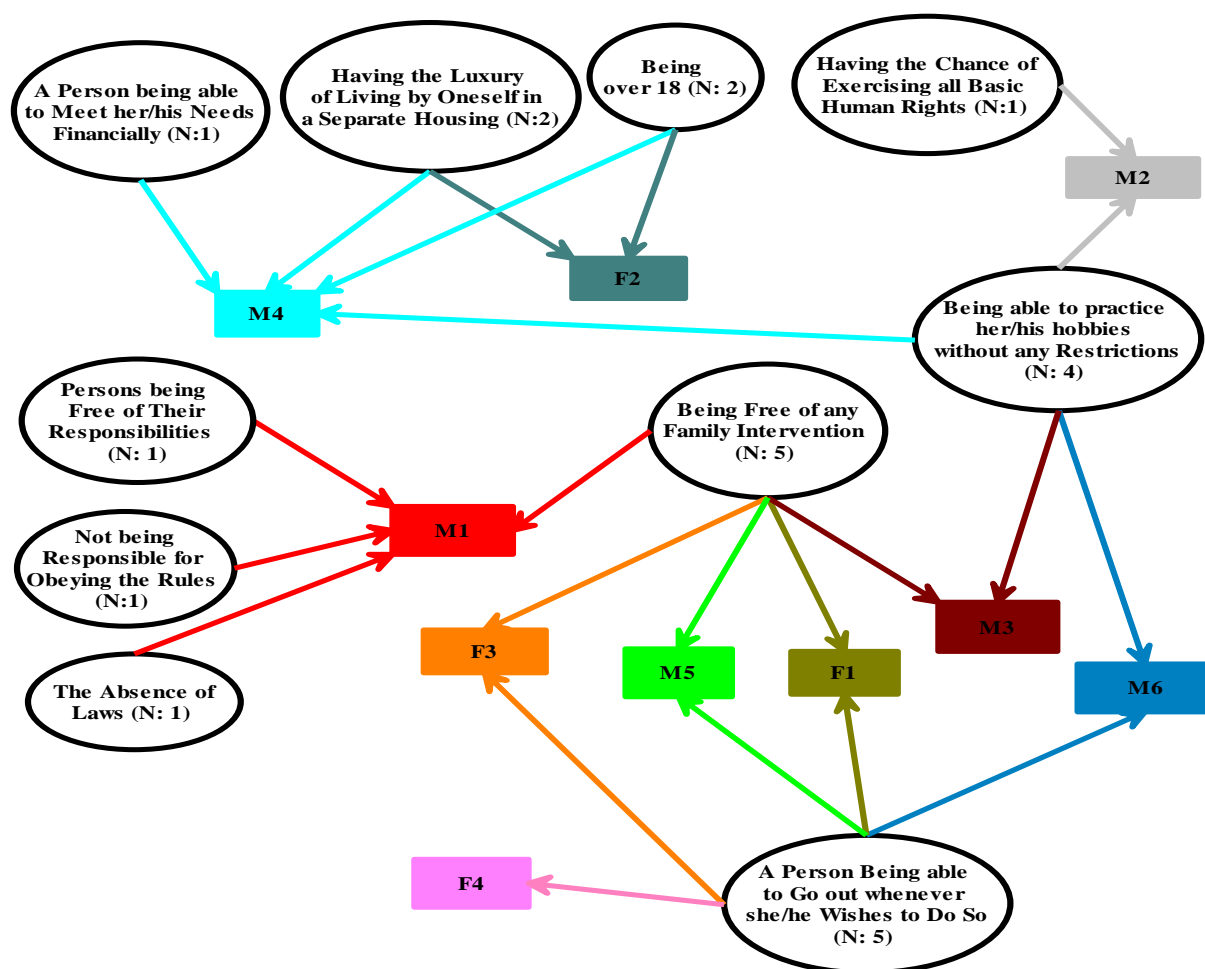 A Person being able
to Meet her/his Needs
Financially (N:1)
Having the Luxury
of Living by Oneself in
a Separate Housing (N:2)
Being
over 18 (N: 2)
Having the Chance of
Exercising all Basic
Human Rights (N:1)
M2
F2
M4
Being able to practice
her/his hobbies
without any Restrictions
(N: 4)
Persons being
Free of Their
Responsibilities
(N: 1)
Being Free of any
Family Intervention
(N: 5)
M1
Not being
Responsible for
Obeying the Rules
(N:1)
The Absence of
Laws (N: 1)
F3
M5
F1
M3
M6
F4
A Person Being able
to Go out whenever
she/he Wishes to Do So
(N: 5)